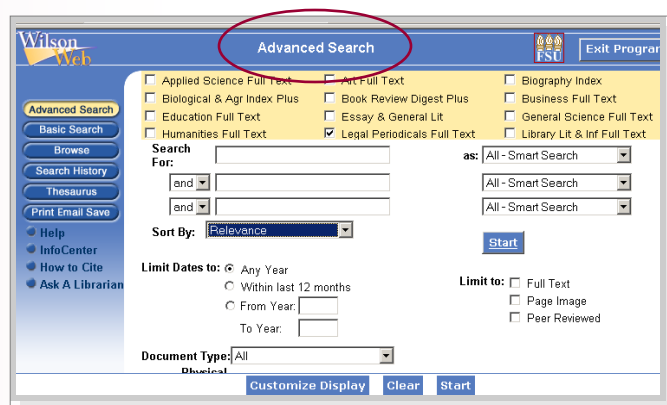 Wilson
Web
Advanced Search
FSU
Exit Program
Applied Science Full Text Art Full Text Biography Index
Biological & Agr Index Plus Book Review Digest Plus Business Full Text
Education Full Text Essay & General Lit General Science Full Text
Humanities Full Text Legal Periodicals Full Text Library Lit & Inf Full Text
Advanced Search
Basic Search
Browse
Search History
Thesaurus
Print Email Save
Help
InfoCenter
How to Cite
Ask A Librarian
Search For: as: All - Smart Search
and All - Smart Search
and All - Smart Search
Sort By: Relevance
Start
Limit Dates to: Any Year
Within last 12 months
From Year:
To Year:
Limit to: Full Text
Page Image
Peer Reviewed
Document Type: All
Physical
Customize Display Clear Start